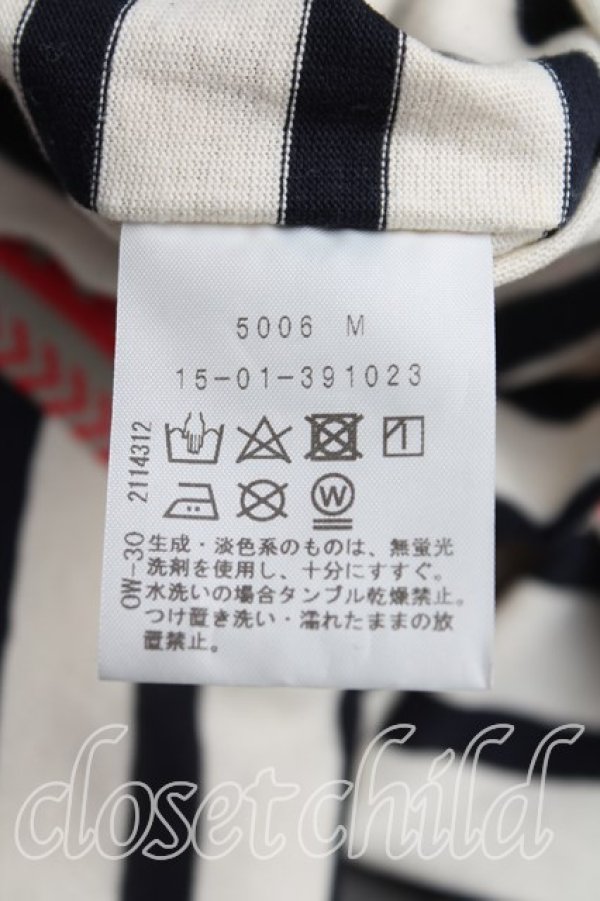 5006 M
15-01-391023
OW-30 2114312
W
生成・淡色系のものは、無蛍光
洗剤を使用し、十分にすすぐ。
水洗いの場合タンブル乾燥禁止。
つけ置き洗い・濡れたままの放
置禁止。
closetchild